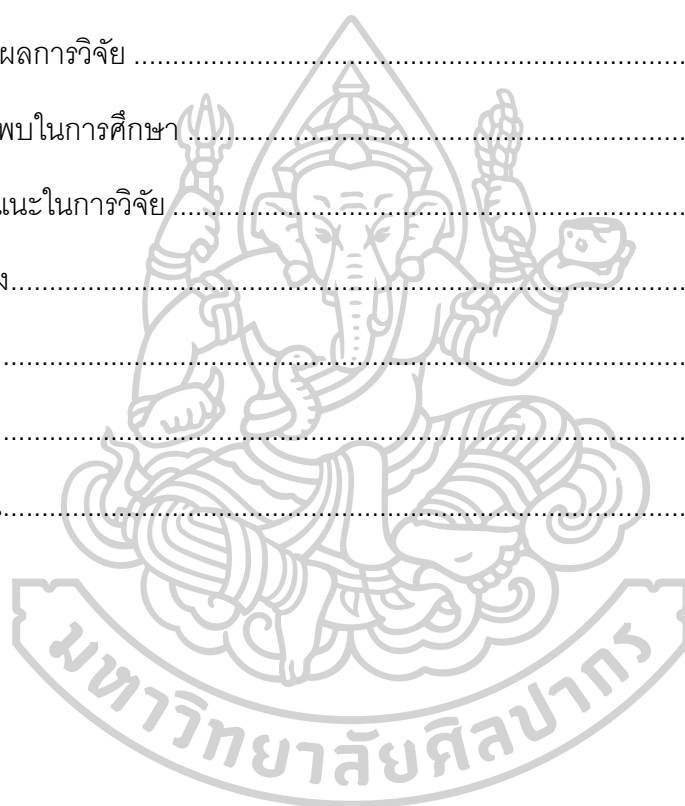 ผลการวิจัย ........................................................................
พบในการศึกษา ................................................................
แนะในการวิจัย ..................................................................
ง.......................................................................................
.......................................................................................
.......................................................................................
.......................................................................................
มหาวิทยาลัยศิลปากร